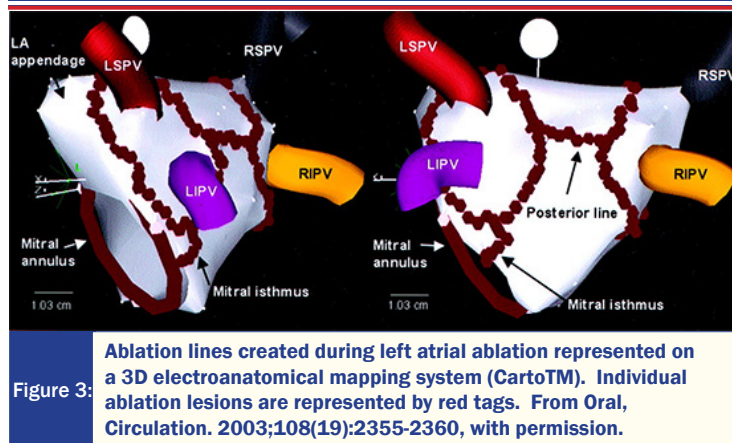 LA
appendage
LSPV
RSPV
LIPV
RIPV
Mitral
annulus
Mitral isthmus
1.03 cm
LSPV
RSPV
LIPV
RIPV
Posterior line
Mitral
annulus
Mitral isthmus
1.03 cm
Figure 3:
Ablation lines created during left atrial ablation represented on
a 3D electroanatomical mapping system (CartoTM). Individual
ablation lesions are represented by red tags. From Oral,
Circulation. 2003;108(19):2355-2360, with permission.